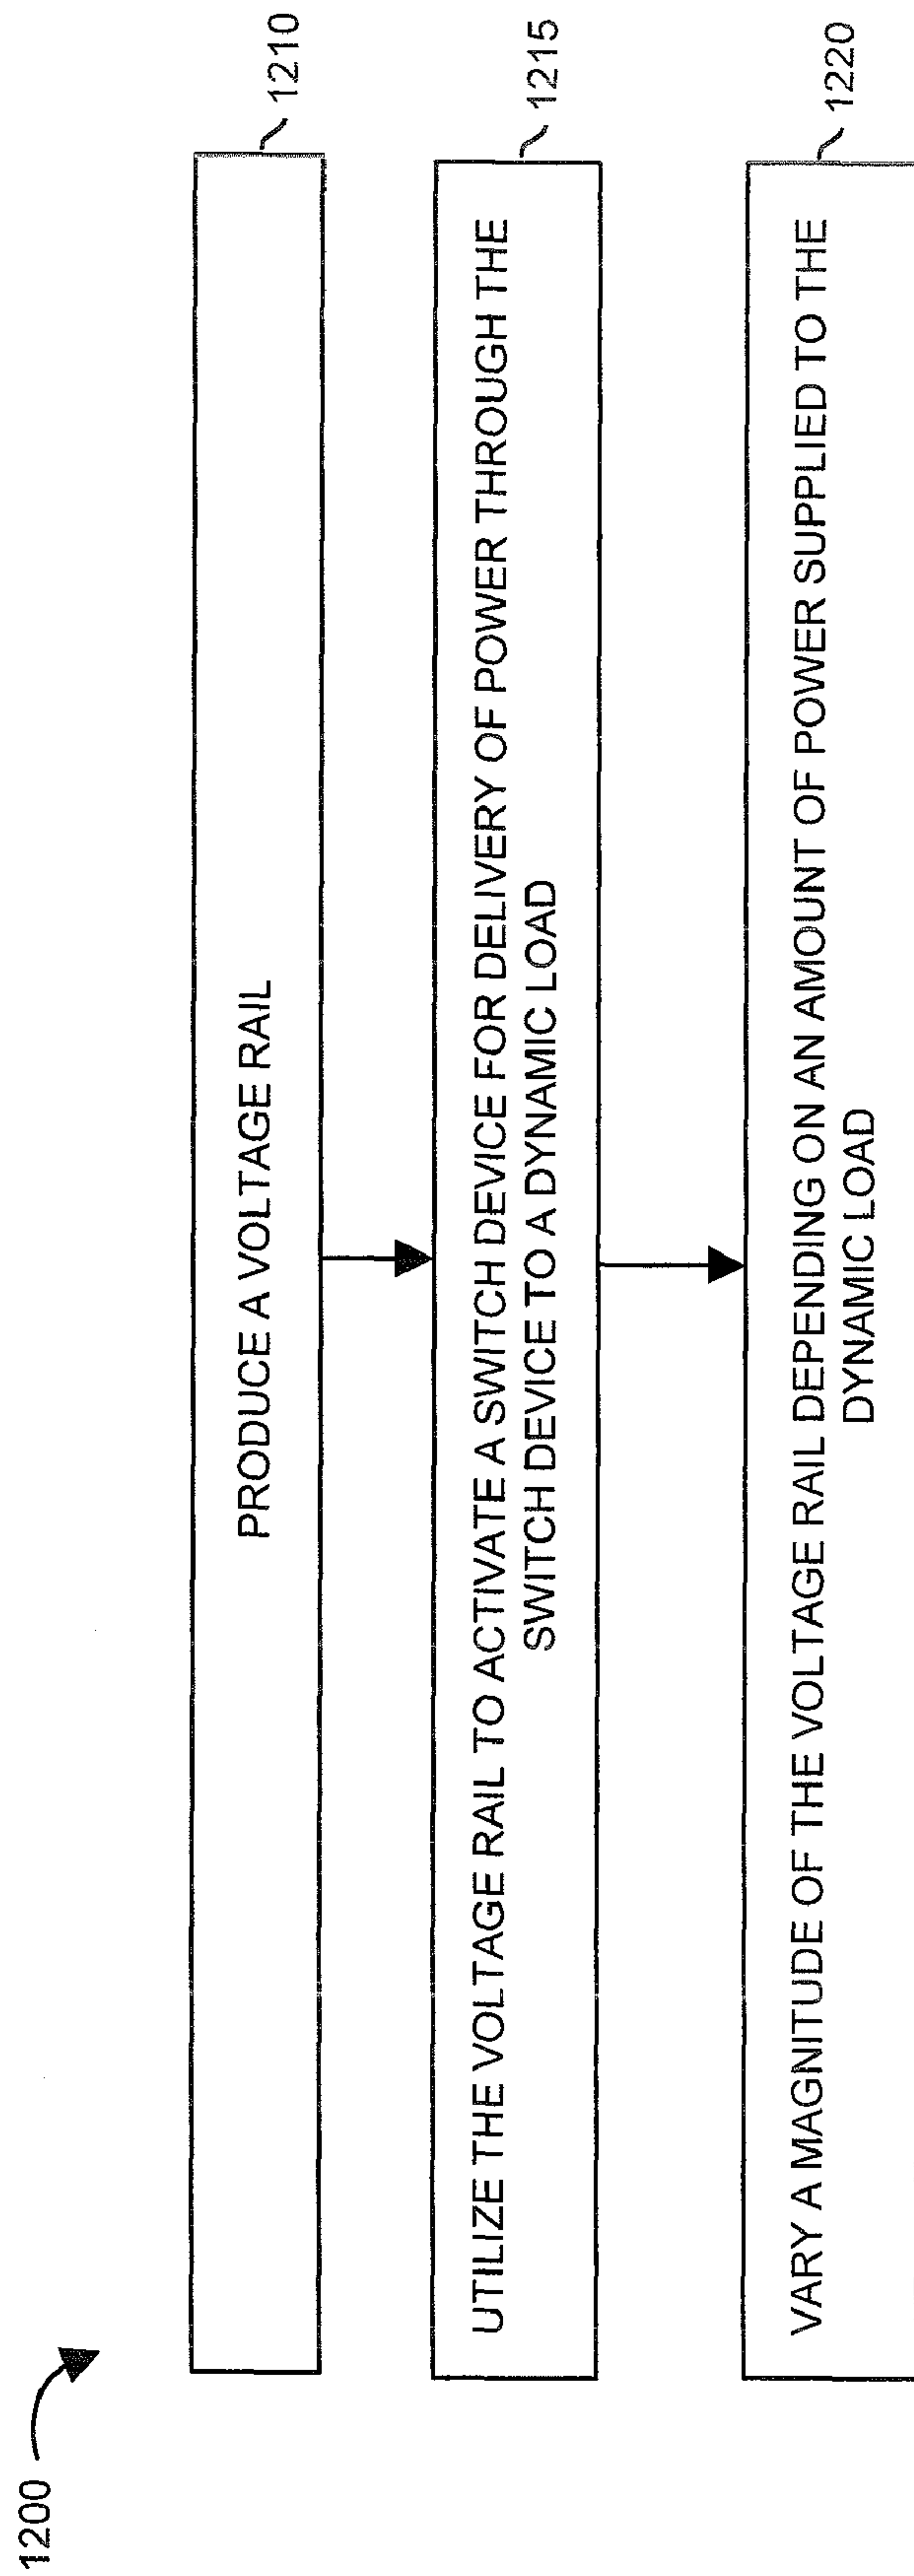 1200
PRODUCE A VOLTAGE RAIL
1210
UTILIZE THE VOLTAGE RAIL TO ACTIVATE A SWITCH DEVICE FOR DELIVERY OF POWER THROUGH THE
SWITCH DEVICE TO A DYNAMIC LOAD
1215
VARY A MAGNITUDE OF THE VOLTAGE RAIL DEPENDING ON AN AMOUNT OF POWER SUPPLIED TO THE
DYNAMIC LOAD
1220